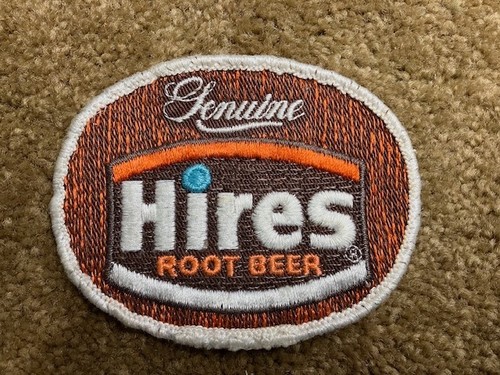 Genuine
Hires
ROOT BEER ®